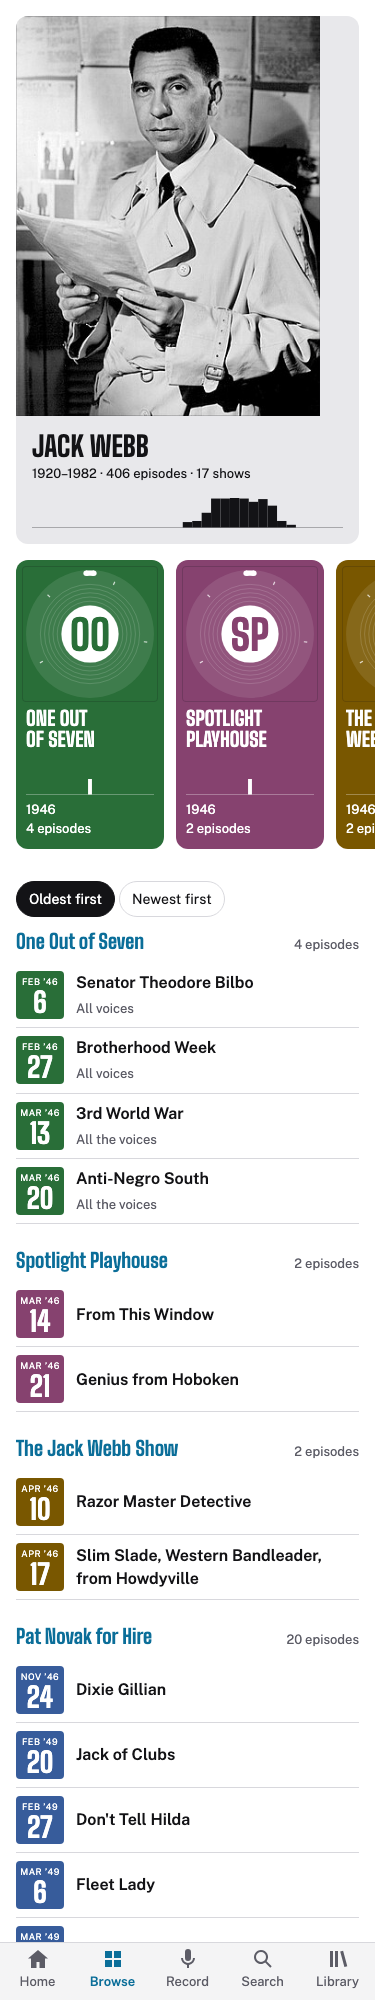 JACK WEBB
1920–1982 · 406 episodes · 17 shows
OO
ONE OUT
OF SEVEN
1946
4 episodes
SP
SPOTLIGHT
PLAYHOUSE
1946
2 episodes
THE
WEB
1946
2 epi
Oldest first
Newest first
One Out of Seven
4 episodes
FEB '46
6
Senator Theodore Bilbo
All voices
FEB '46
27
Brotherhood Week
All voices
MAR '46
13
3rd World War
All the voices
MAR '46
20
Anti-Negro South
All the voices
Spotlight Playhouse
2 episodes
MAR '46
14
From This Window
MAR '46
21
Genius from Hoboken
The Jack Webb Show
2 episodes
APR '46
10
Razor Master Detective
APR '46
17
Slim Slade, Western Bandleader,
from Howdyville
Pat Novak for Hire
20 episodes
NOV '46
24
Dixie Gillian
FEB '49
20
Jack of Clubs
FEB '49
27
Don't Tell Hilda
MAR '49
6
Fleet Lady
MAR '49
Home
Browse
Record
Search
Library